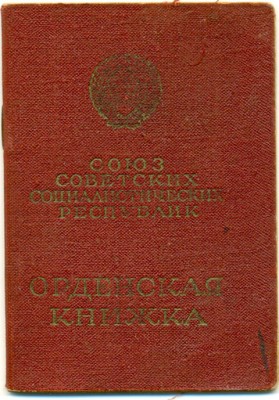 СОЮЗ
СОВЕТСКИХ
СОЦИАЛИСТИЧЕСКИХ
РЕСПУБЛИК
ОРДЕНСКАЯ
КНИЖКА